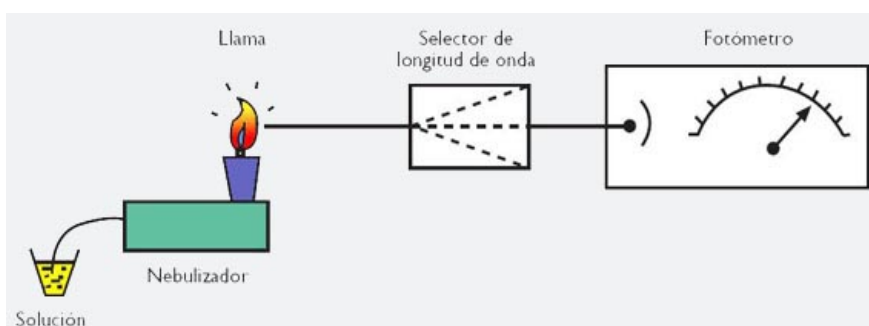 Llama
Selector de
longitud de onda
Fotómetro
Nebulizador
Solución